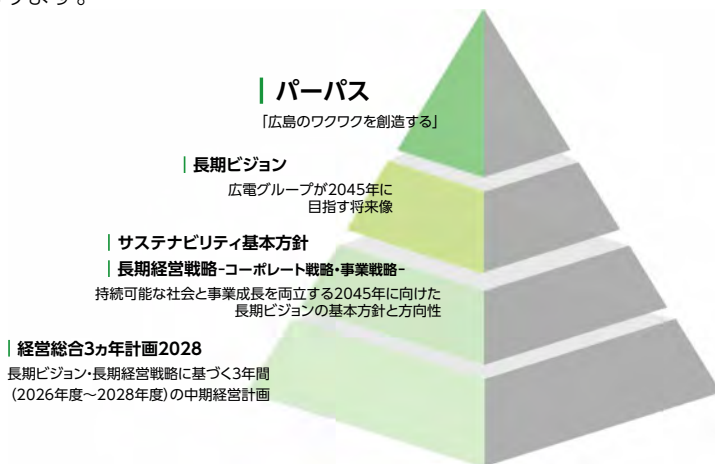 ります。
パーパス
「広島のワクワクを創造する」
長期ビジョン
広電グループが2045年に
目指す将来像
サステナビリティ基本方針
長期経営戦略-コーポレート戦略・事業戦略-
持続可能な社会と事業成長を両立する2045年に向けた
長期ビジョンの基本方針と方向性
経営総合3ヵ年計画2028
長期ビジョン・長期経営戦略に基づく3年間
(2026年度～2028年度)の中期経営計画